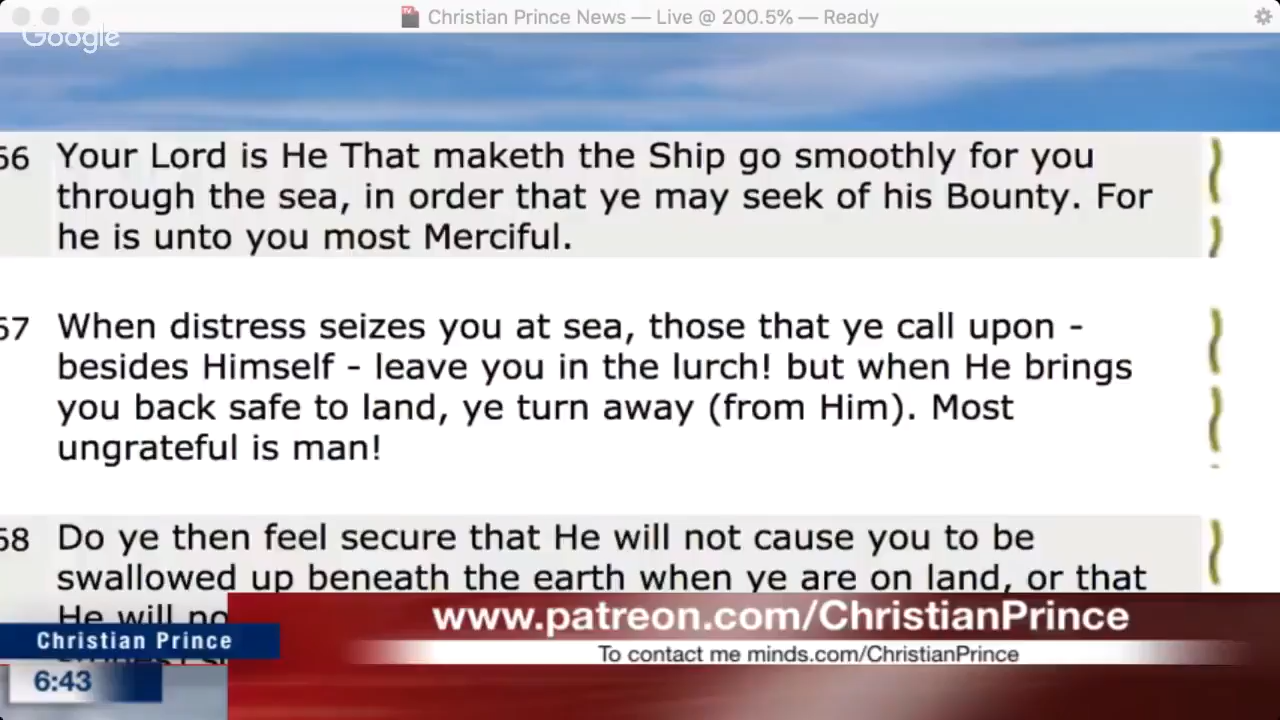 Christian Prince News — Live @ 200.5% — Ready
Google
66 Your Lord is He That maketh the Ship go smoothly for you
through the sea, in order that ye may seek of his Bounty. For
he is unto you most Merciful.
67 When distress seizes you at sea, those that ye call upon -
besides Himself - leave you in the lurch! but when He brings
you back safe to land, ye turn away (from Him). Most
ungrateful is man!
68 Do ye then feel secure that He will not cause you to be
swallowed up beneath the earth when ye are on land, or that
He will no
www.patreon.com/ChristianPrince
Christian Prince
To contact me minds.com/ChristianPrince
6:43